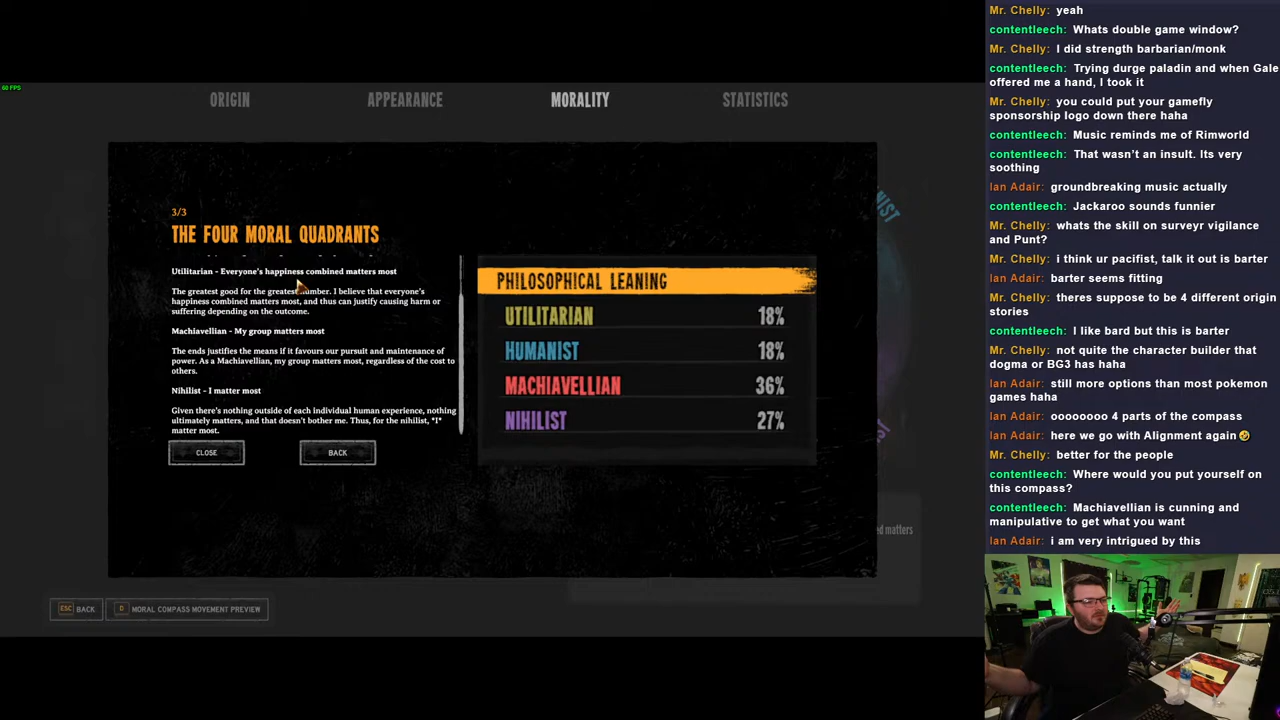 60 FPS
ORIGIN
APPEARANCE
MORALITY
STATISTICS
3/3
THE FOUR MORAL QUADRANTS
Utilitarian - Everyone's happiness combined matters most
The greatest good for the greatest number. I believe that everyone's
happiness combined matters most, and thus can justify causing harm or
suffering depending on the outcome.
Machiavellian - My group matters most
The ends justifies the means if it favours our pursuit and maintenance of
power. As a Machiavellian, my group matters most, regardless of the cost to
others.
Nihilist - I matter most
Given there's nothing outside of each individual human experience, nothing
ultimately matters, and that doesn't bother me. Thus, for the nihilist, *I*
matter most.
CLOSE
BACK
PHILOSOPHICAL LEANING
UTILITARIAN 18%
HUMANIST 18%
MACHIAVELLIAN 36%
NIHILIST 27%
ed matters
ESC BACK
D MORAL COMPASS MOVEMENT PREVIEW
Mr. Chelly: yeah
contentleech: Whats double game window?
Mr. Chelly: I did strength barbarian/monk
contentleech: Trying durge paladin and when Gale
offered me a hand, I took it
Mr. Chelly: you could put your gamefly
sponsorship logo down there haha
contentleech: Music reminds me of Rimworld
contentleech: That wasn't an insult. Its very
soothing
Ian Adair: groundbreaking music actually
contentleech: Jackaroo sounds funnier
Mr. Chelly: whats the skill on surveyr vigilance
and Punt?
Mr. Chelly: i think ur pacifist, talk it out is barter
Ian Adair: barter seems fitting
Mr. Chelly: theres suppose to be 4 different origin
stories
contentleech: I like bard but this is barter
Mr. Chelly: not quite the character builder that
dogma or BG3 has haha
Ian Adair: still more options than most pokemon
games haha
Ian Adair: oooooooo 4 parts of the compass
Ian Adair: here we go with Alignment again🤣
Mr. Chelly: better for the people
contentleech: Where would you put yourself on
this compass?
contentleech: Machiavellian is cunning and
manipulative to get what you want
Ian Adair: i am very intrigued by this